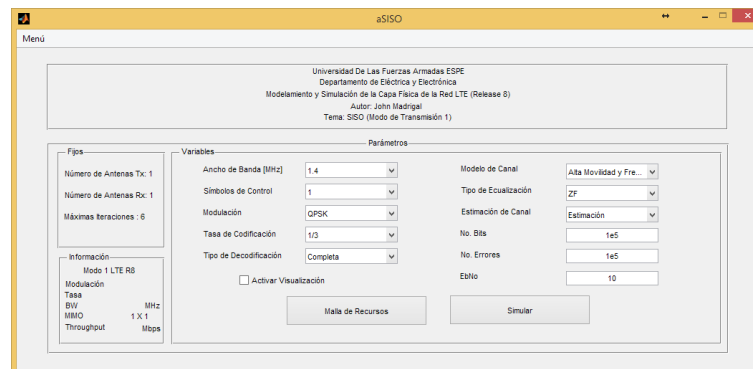 aSISO
Menú
Universidad De Las Fuerzas Armadas ESPE
Departamento de Eléctrica y Electrónica
Modelamiento y Simulación de la Capa Física de la Red LTE (Release 8)
Autor: John Madrigal
Tema: SISO (Modo de Transmisión 1)
Parámetros
Fijos
Número de Antenas Tx: 1
Número de Antenas Rx: 1
Máximas Iteraciones : 6
Información
Modo 1 LTE R8
Modulación
Tasa
BW MHz
MIMO 1 X 1
Throughput Mbps
Variables
Ancho de Banda [MHz] 1.4
Símbolos de Control 1
Modulación QPSK
Tasa de Codificación 1/3
Tipo de Decodificación Completa
Activar Visualización
Malla de Recursos
Modelo de Canal Alta Movilidad y Fre...
Tipo de Ecualización ZF
Estimación de Canal Estimación
No. Bits 1e5
No. Errores 1e5
EbNo 10
Simular